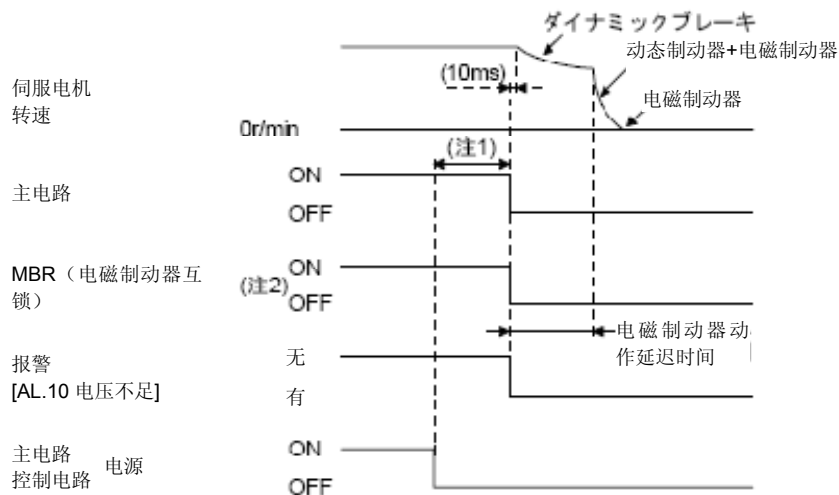 ダイナミックブレーキ
动态制动器+电磁制动器
(10ms)
电磁制动器
伺服电机
转速
0r/min
(注1)
主电路
ON
OFF
MBR（电磁制动器互
锁）
(注2)
ON
OFF
电磁制动器动
作延迟时间
报警
[AL.10 电压不足]
无
有
主电路
控制电路
电源
ON
OFF